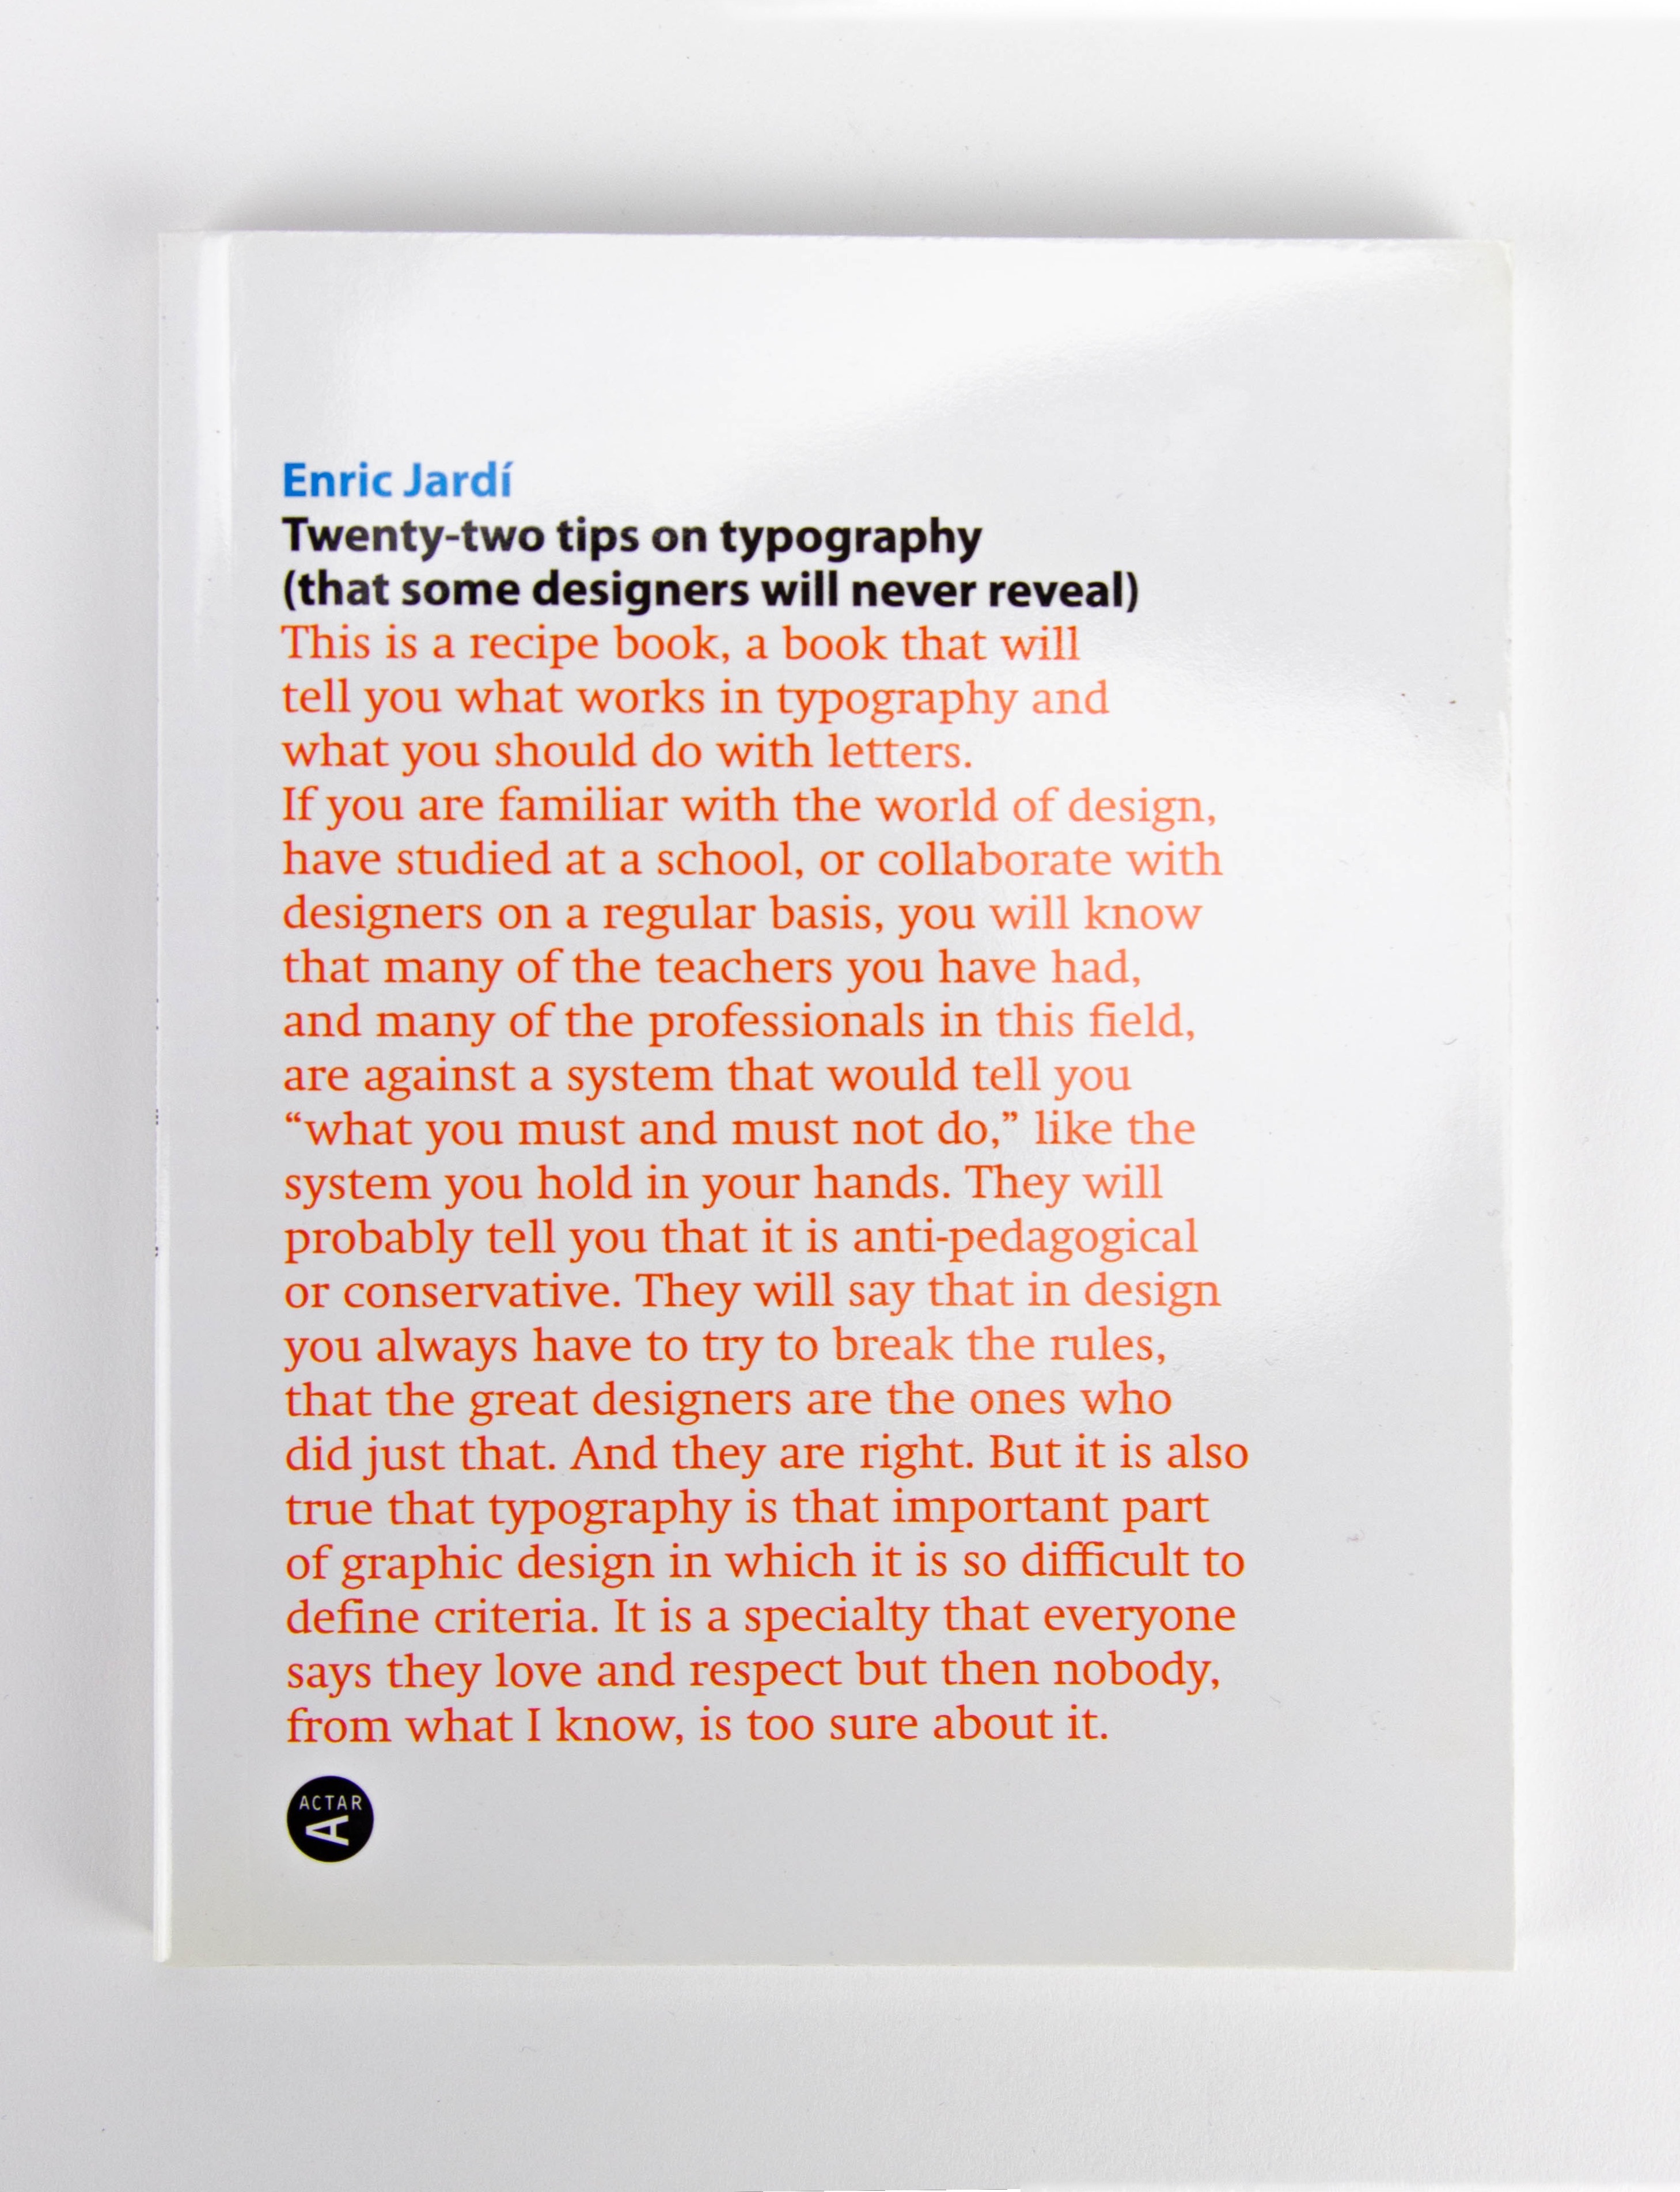 Enric Jardí
Twenty-two tips on typography
(that some designers will never reveal)
This is a recipe book, a book that will
tell you what works in typography and
what you should do with letters.
If you are familiar with the world of design,
have studied at a school, or collaborate with
designers on a regular basis, you will know
that many of the teachers you have had,
and many of the professionals in this field,
are against a system that would tell you
“what you must and must not do,” like the
system you hold in your hands. They will
probably tell you that it is anti-pedagogical
or conservative. They will say that in design
you always have to try to break the rules,
that the great designers are the ones who
did just that. And they are right. But it is also
true that typography is that important part
of graphic design in which it is so difficult to
define criteria. It is a specialty that everyone
says they love and respect but then nobody,
from what I know, is too sure about it.
ACTAR
A